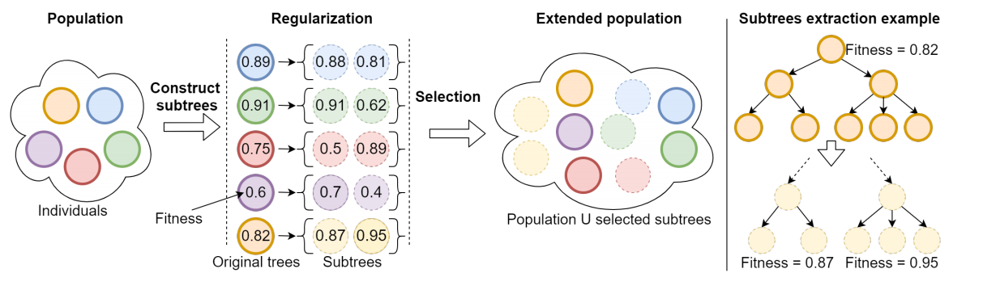 Population
Regularization
Extended population
Subtrees extraction example
Construct
subtrees
Selection
0.89
0.88
0.81
0.91
0.91
0.62
0.75
0.5
0.89
0.6
0.7
0.4
0.82
0.87
0.95
Individuals
Fitness
Original trees
Subtrees
Population U selected subtrees
Fitness = 0.82
Fitness = 0.87
Fitness = 0.95